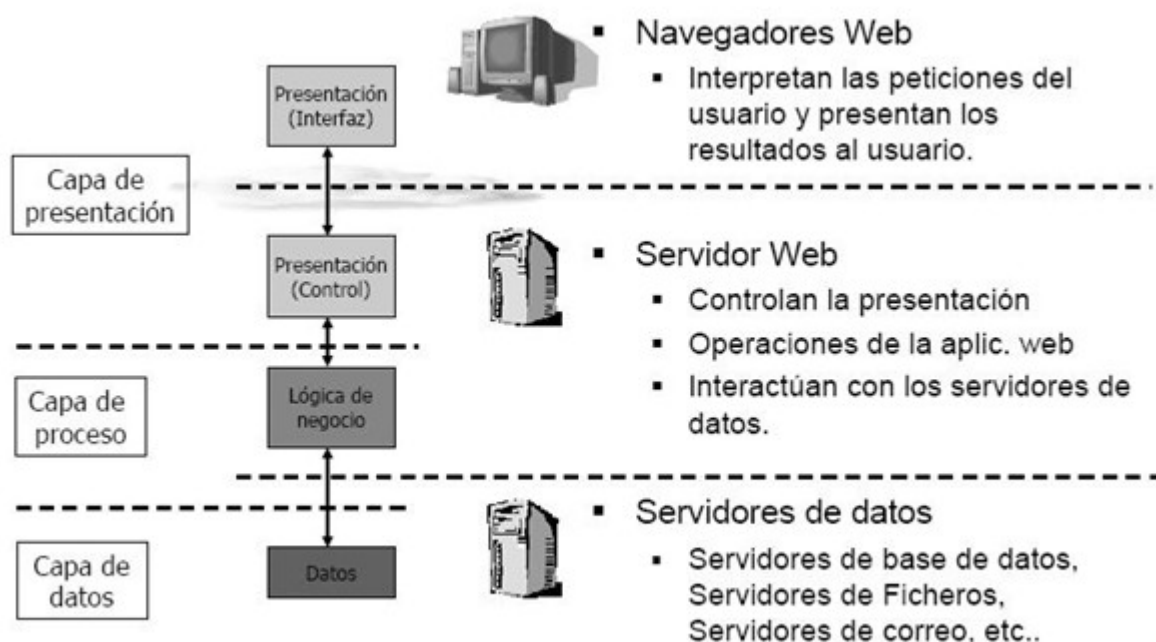 ▪ Navegadores Web
▪ Interpretan las peticiones del
usuario y presentan los
resultados al usuario.
Presentación
(Interfaz)
Capa de
presentación
Presentación
(Control)
▪ Servidor Web
▪ Controlan la presentación
▪ Operaciones de la aplic. web
▪ Interactúan con los servidores de
datos.
Capa de
proceso
Lógica de
negocio
▪ Servidores de datos
▪ Servidores de base de datos,
Servidores de Ficheros,
Servidores de correo, etc..
Capa de
datos
Datos